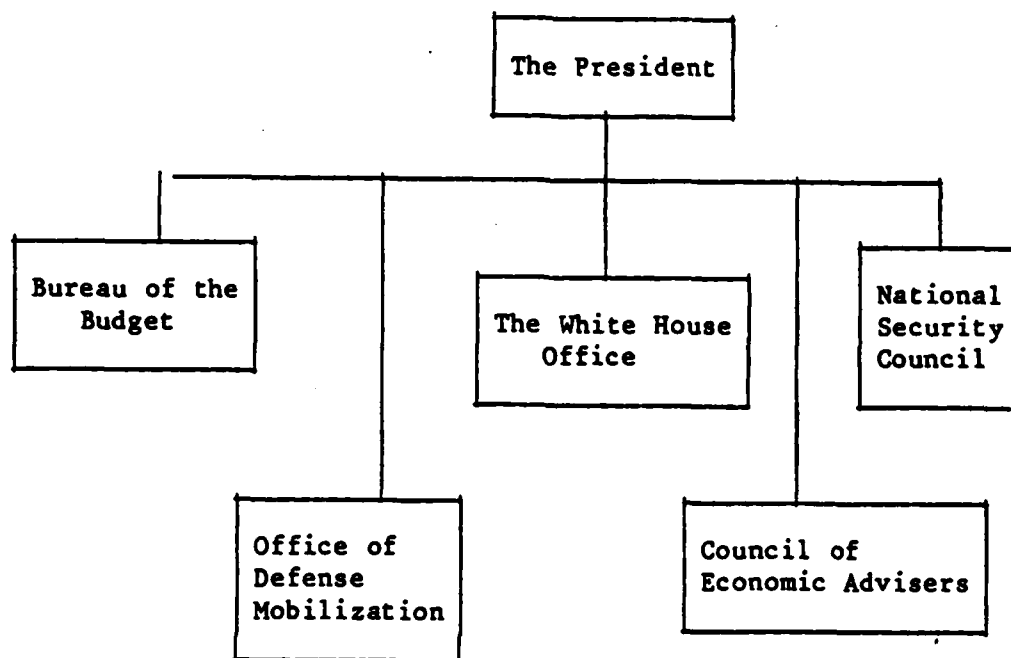 The President
Bureau of the
Budget
The White House
Office
National
Security
Council
Office of
Defense
Mobilization
Council of
Economic Advisers